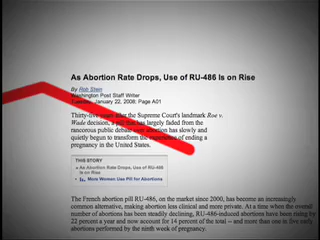 As Abortion Rate Drops, Use of RU-486 Is on Rise
By Rob Stein
Washington Post Staff Writer
Tuesday, January 22, 2008; Page A01
Thirty-five years after the Supreme Court's landmark Roe v.
Wade decision, a pill that has largely faded from the
rancorous public debate over abortion has slowly and
quietly begun to transform the experience of ending a
pregnancy in the United States.
THIS STORY
As Abortion Rate Drops, Use of RU-486
Is on Rise
More Women Use Pill for Abortions
The French abortion pill RU-486, on the market since 2000, has become an increasingly
common alternative, making abortion less clinical and more private. At a time when the overall
number of abortions has been steadily declining, RU-486-induced abortions have been rising by
22 percent a year and now account for 14 percent of the total -- and more than one in five early
abortions performed by the ninth week of pregnancy.